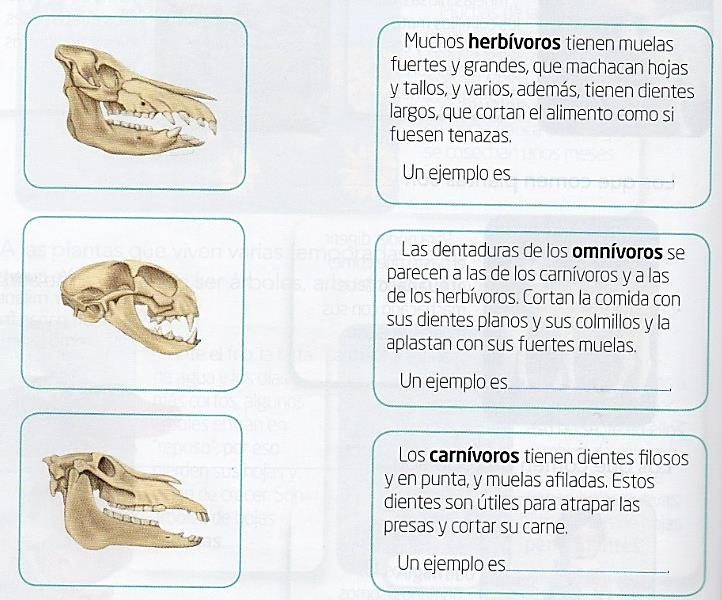 Muchos herbívoros tienen muelas
fuertes y grandes, que machacan hojas
y tallos, y varios, además, tienen dientes
largos, que cortan el alimento como si
fuesen tenazas.
Un ejemplo es.
Las dentaduras de los omnívoros se
parecen a las de los carnívoros y a las
de los herbívoros. Cortan la comida con
sus dientes planos y sus colmillos y la
aplastan con sus fuertes muelas.
Un ejemplo es.
Los carnívoros tienen dientes filosos
y en punta, y muelas afiladas. Estos
dientes son útiles para atrapar las
presas y cortar su carne.
Un ejemplo es.